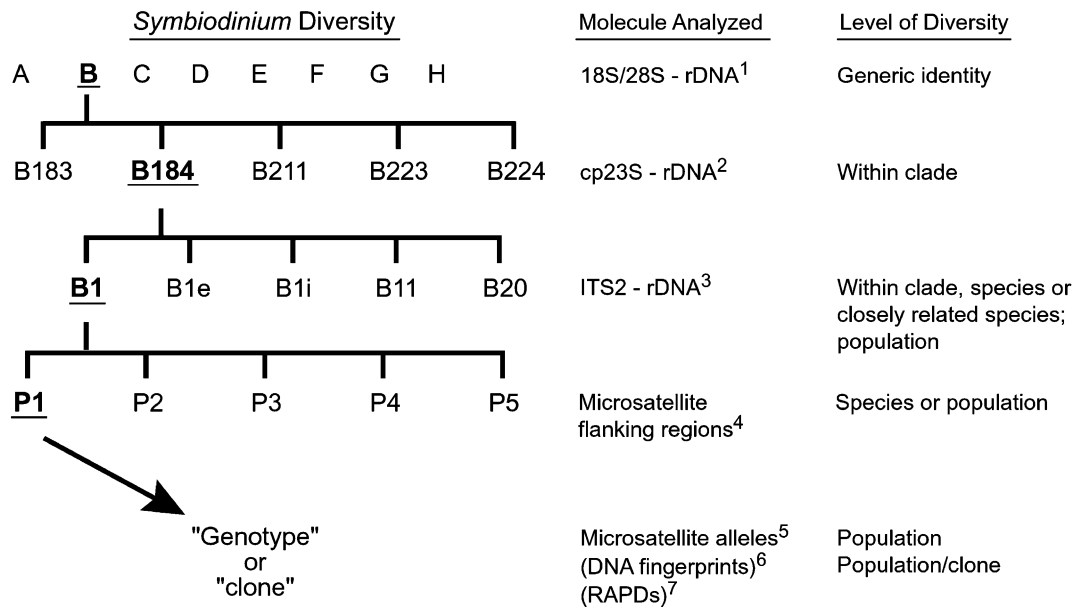 Symbiodinium Diversity Molecule Analyzed Level of Diversity
A B C D E F G H 18S/28S - rDNA1 Generic identity
B183 B184 B211 B223 B224 cp23S - rDNA2 Within clade
B1 B1e B1i B11 B20 ITS2 - rDNA3 Within clade, species or
closely related species;
population
P1 P2 P3 P4 P5 Microsatellite Species or population
flanking regions4
"Genotype" Microsatellite alleles5 Population
or (DNA fingerprints)6 Population/clone
"clone" (RAPDs)7